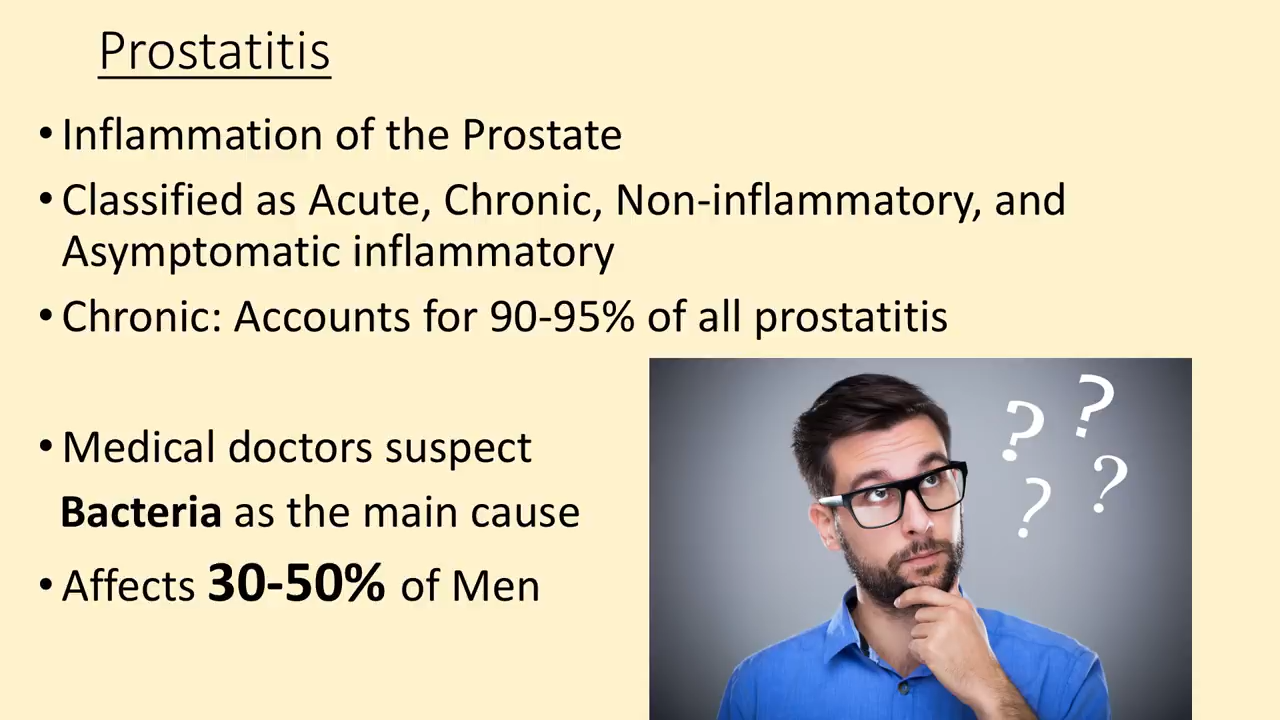 Prostatitis
• Inflammation of the Prostate
• Classified as Acute, Chronic, Non-inflammatory, and
Asymptomatic inflammatory
• Chronic: Accounts for 90-95% of all prostatitis
• Medical doctors suspect
Bacteria as the main cause
• Affects 30-50% of Men
? ?
? ?